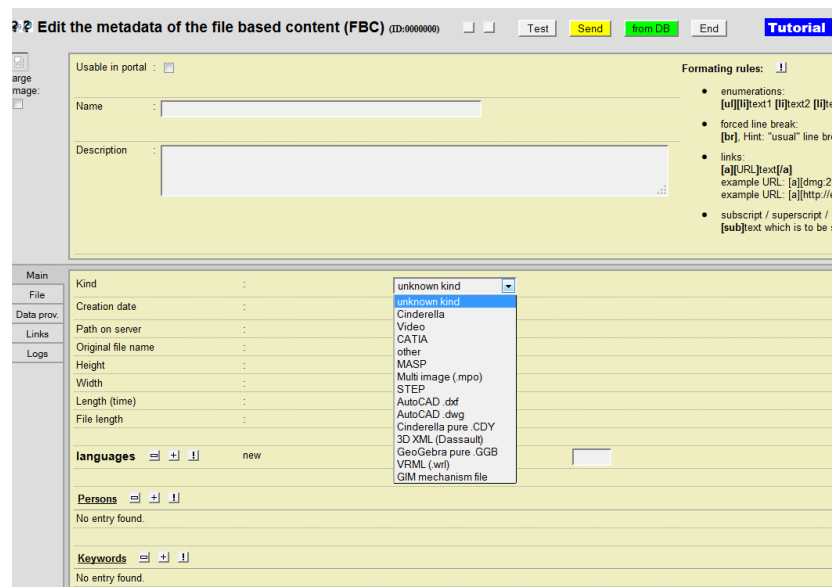 Edit the metadata of the file based content (FBC) (ID:0000000) Test Send from DB End Tutorial
arge
mage:
Usable in portal :
Name :
Description :
Formating rules: !
enumerations:
[ul][li]text1 [li]text2 [li]te
forced line break:
[br], Hint: "usual" line bre
links:
[a][URL]text[/a]
example URL: [a][dmg:2
example URL: [a][http://e
subscript / superscript /
[sub]text which is to be s
Main
File
Data prov.
Links
Logs
Kind : unknown kind
Creation date :
Path on server :
Original file name :
Height :
Width :
Length (time) :
File length :
unknown kind
Cinderella
Video
CATIA
other
MASP
Multi image (.mpo)
STEP
AutoCAD .dxf
AutoCAD .dwg
Cinderella pure .CDY
3D XML (Dassault)
GeoGebra pure .GGB
VRML (.wrl)
GIM mechanism file
languages + ! new
Persons + !
No entry found.
Keywords + !
No entry found.